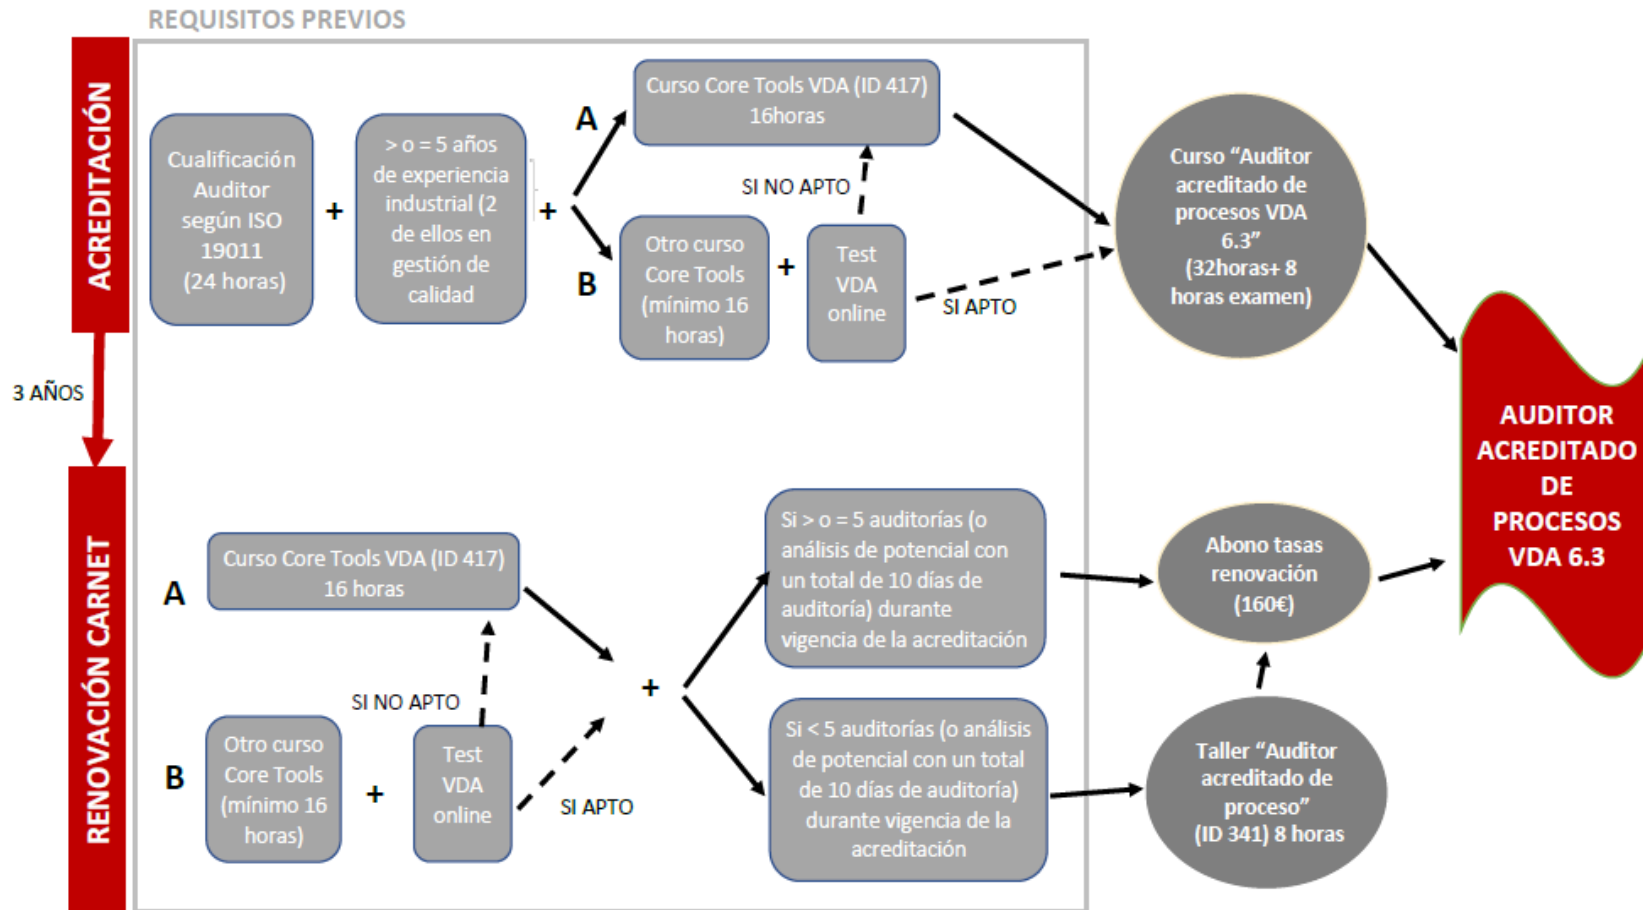 REQUISITOS PREVIOS
ACREDITACIÓN
Cualificación
Auditor
según ISO
19011
(24 horas)
+
> o = 5 años
de experiencia
industrial (2
de ellos en
gestión de
calidad
+
A
Curso Core Tools VDA (ID 417)
16horas
SI NO APTO
B
Otro curso
Core Tools
(mínimo 16
horas)
+
Test
VDA
online
SI APTO
Curso “Auditor
acreditado de
procesos VDA
6.3”
(32horas+ 8
horas examen)
3 AÑOS
AUDITOR
ACREDITADO
DE
PROCESOS
VDA 6.3
RENOVACIÓN CARNET
A
Curso Core Tools VDA (ID 417)
16 horas
SI NO APTO
B
Otro curso
Core Tools
(mínimo 16
horas)
+
Test
VDA
online
SI APTO
+
Si > o = 5 auditorías (o
análisis de potencial con
un total de 10 días de
auditoría) durante
vigencia de la acreditación
Si < 5 auditorías (o análisis
de potencial con un total
de 10 días de auditoría)
durante vigencia de la
acreditación
Abono tasas
renovación
(160€)
Taller “Auditor
acreditado de
proceso”
(ID 341) 8 horas